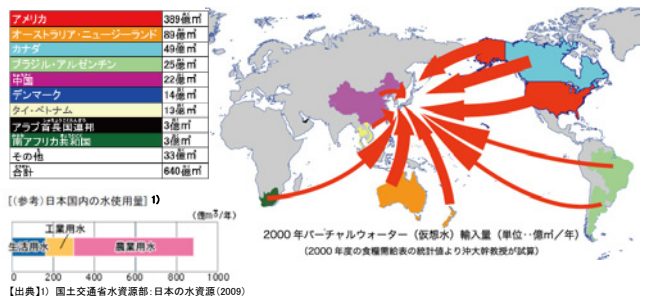 アメリカ 389億㎥
オーストラリア・ニュージーランド 89億㎥
カナダ 49億㎥
ブラジル・アルゼンチン 25億㎥
中国 22億㎥
デンマーク 14億㎥
タイ・ベトナム 13億㎥
アラブ首長国連邦 3億㎥
南アフリカ共和国 3億㎥
その他 33億㎥
合計 640億㎥
[(参考)日本国内の水使用量] 1)
(億m3/年)
工業用水
生活用水 農業用水
0 200 400 600 800 1000
【出典】1) 国土交通省水資源部:日本の水資源(2009)
2000年バーチャルウォーター(仮想水)輸入量(単位‥億㎥/年)
(2000年度の食糧需給表の統計値より沖大幹教授が試算)